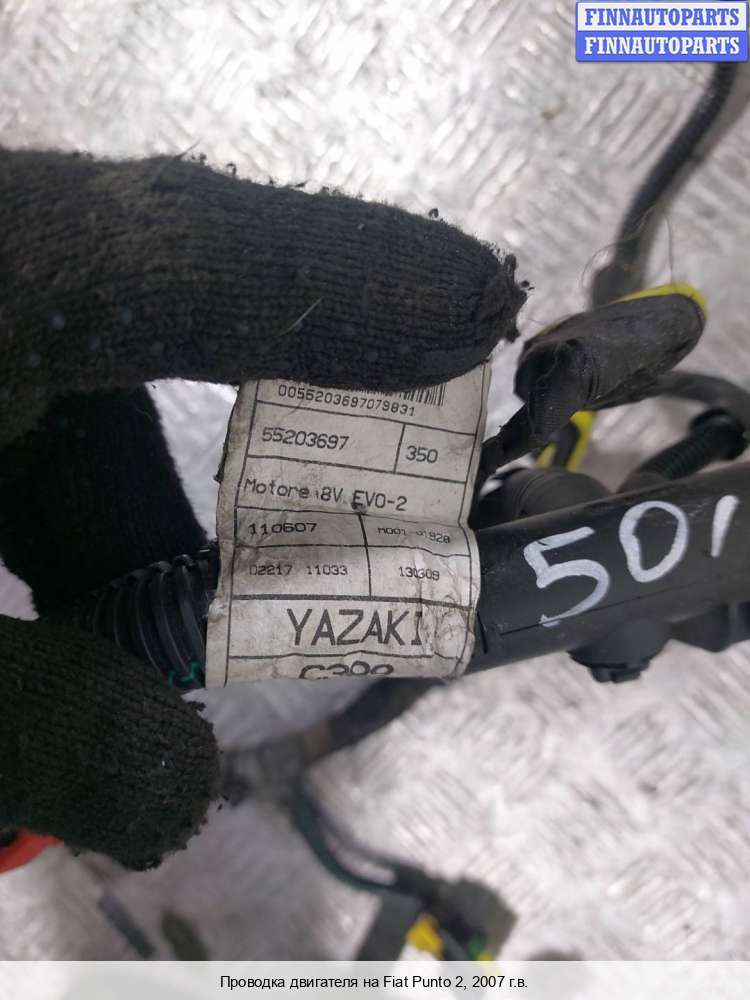 FINNAUTOPARTS
FINNAUTOPARTS
0055203697079831
55203697 350
Motore 8V EVO-2
110607
02217 11033 130309
YAZAKI
501
Проводка двигателя на Fiat Punto 2, 2007 г.в.